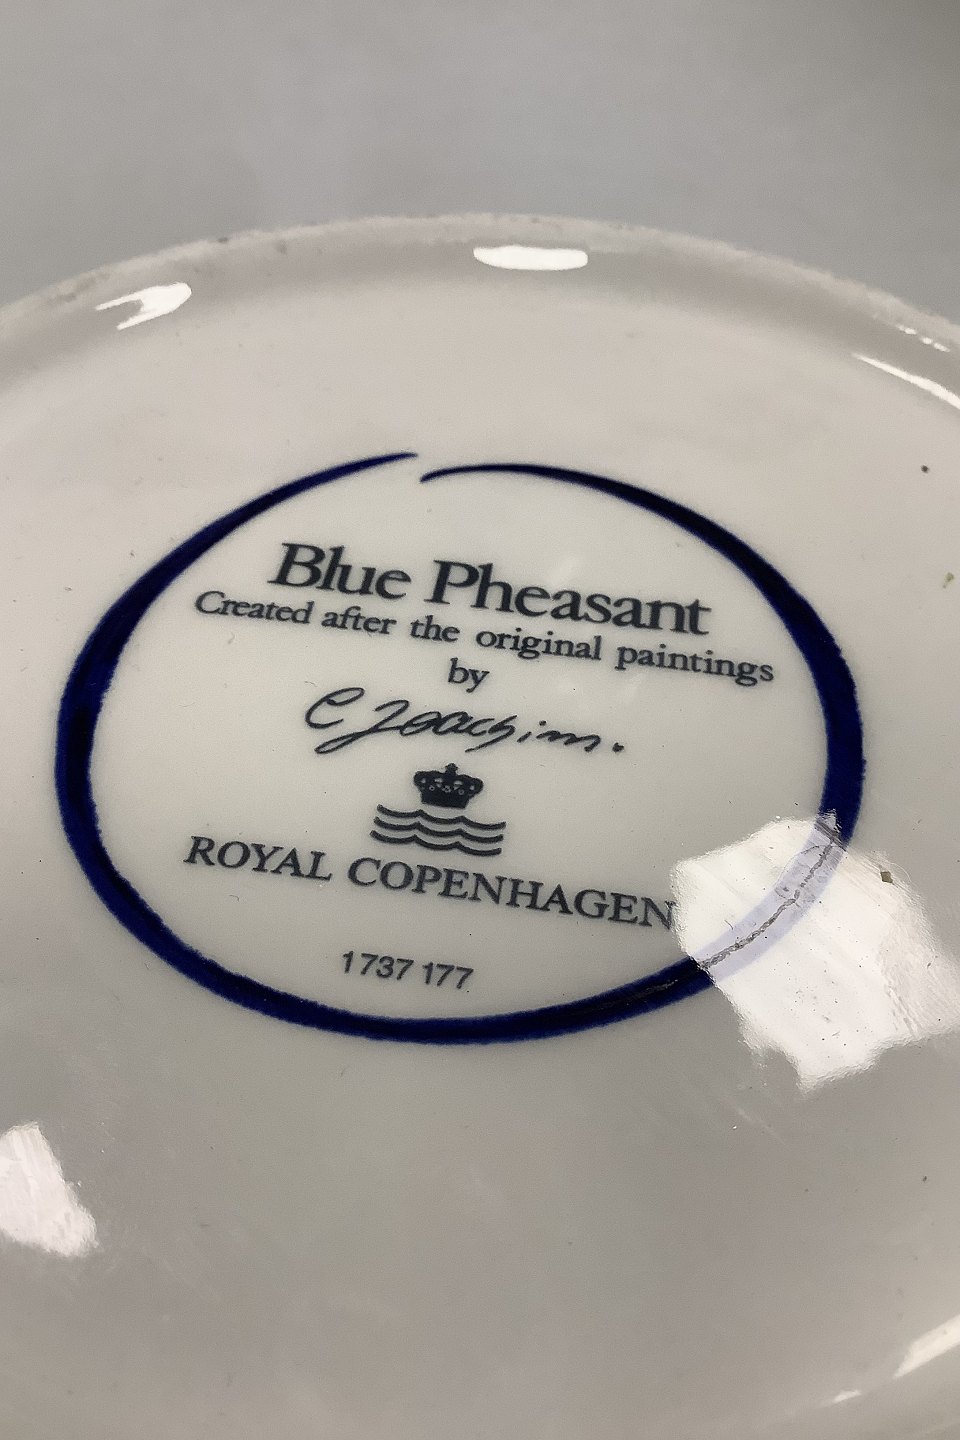 Blue Pheasant
Created after the original paintings
by
C Joachim.
ROYAL COPENHAGEN
1737 177